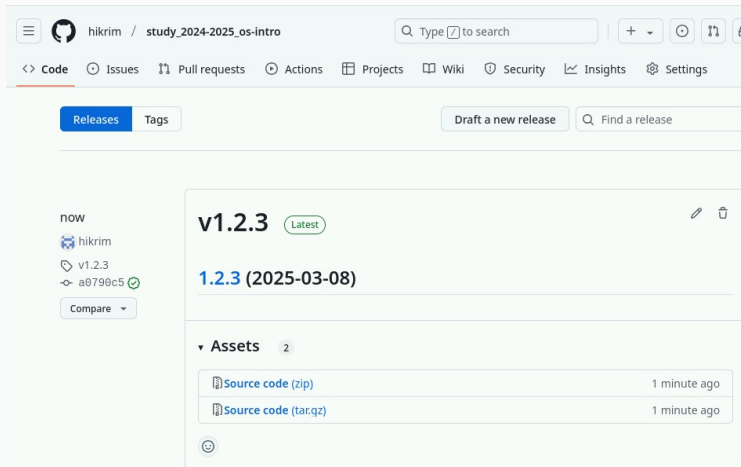 hikrim / study_2024-2025_os-intro
Type / to search
Code Issues Pull requests Actions Projects Wiki Security Insights Settings
Releases Tags
Draft a new release
Find a release
now
hikrim
v1.2.3
a0790c5
Compare
v1.2.3 Latest
1.2.3 (2025-03-08)
Assets 2
Source code (zip) 1 minute ago
Source code (tar.gz) 1 minute ago